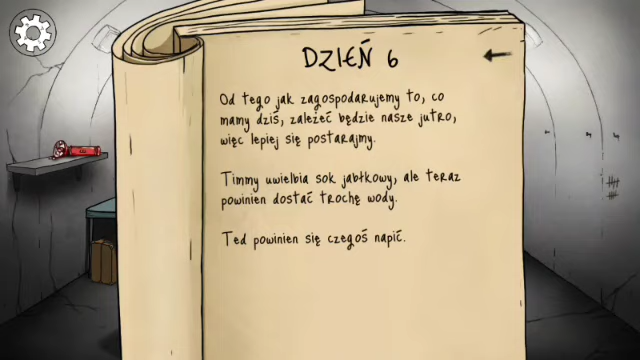 DZIEŃ 6
Od tego jak zagospodarujemy to, co
mamy dziś, zależeć będzie nasze jutro,
więc lepiej się postarajmy.
Timmy uwielbia sok jabłkowy, ale teraz
powinien dostać trochę wody.
Ted powinien się czegoś napić.